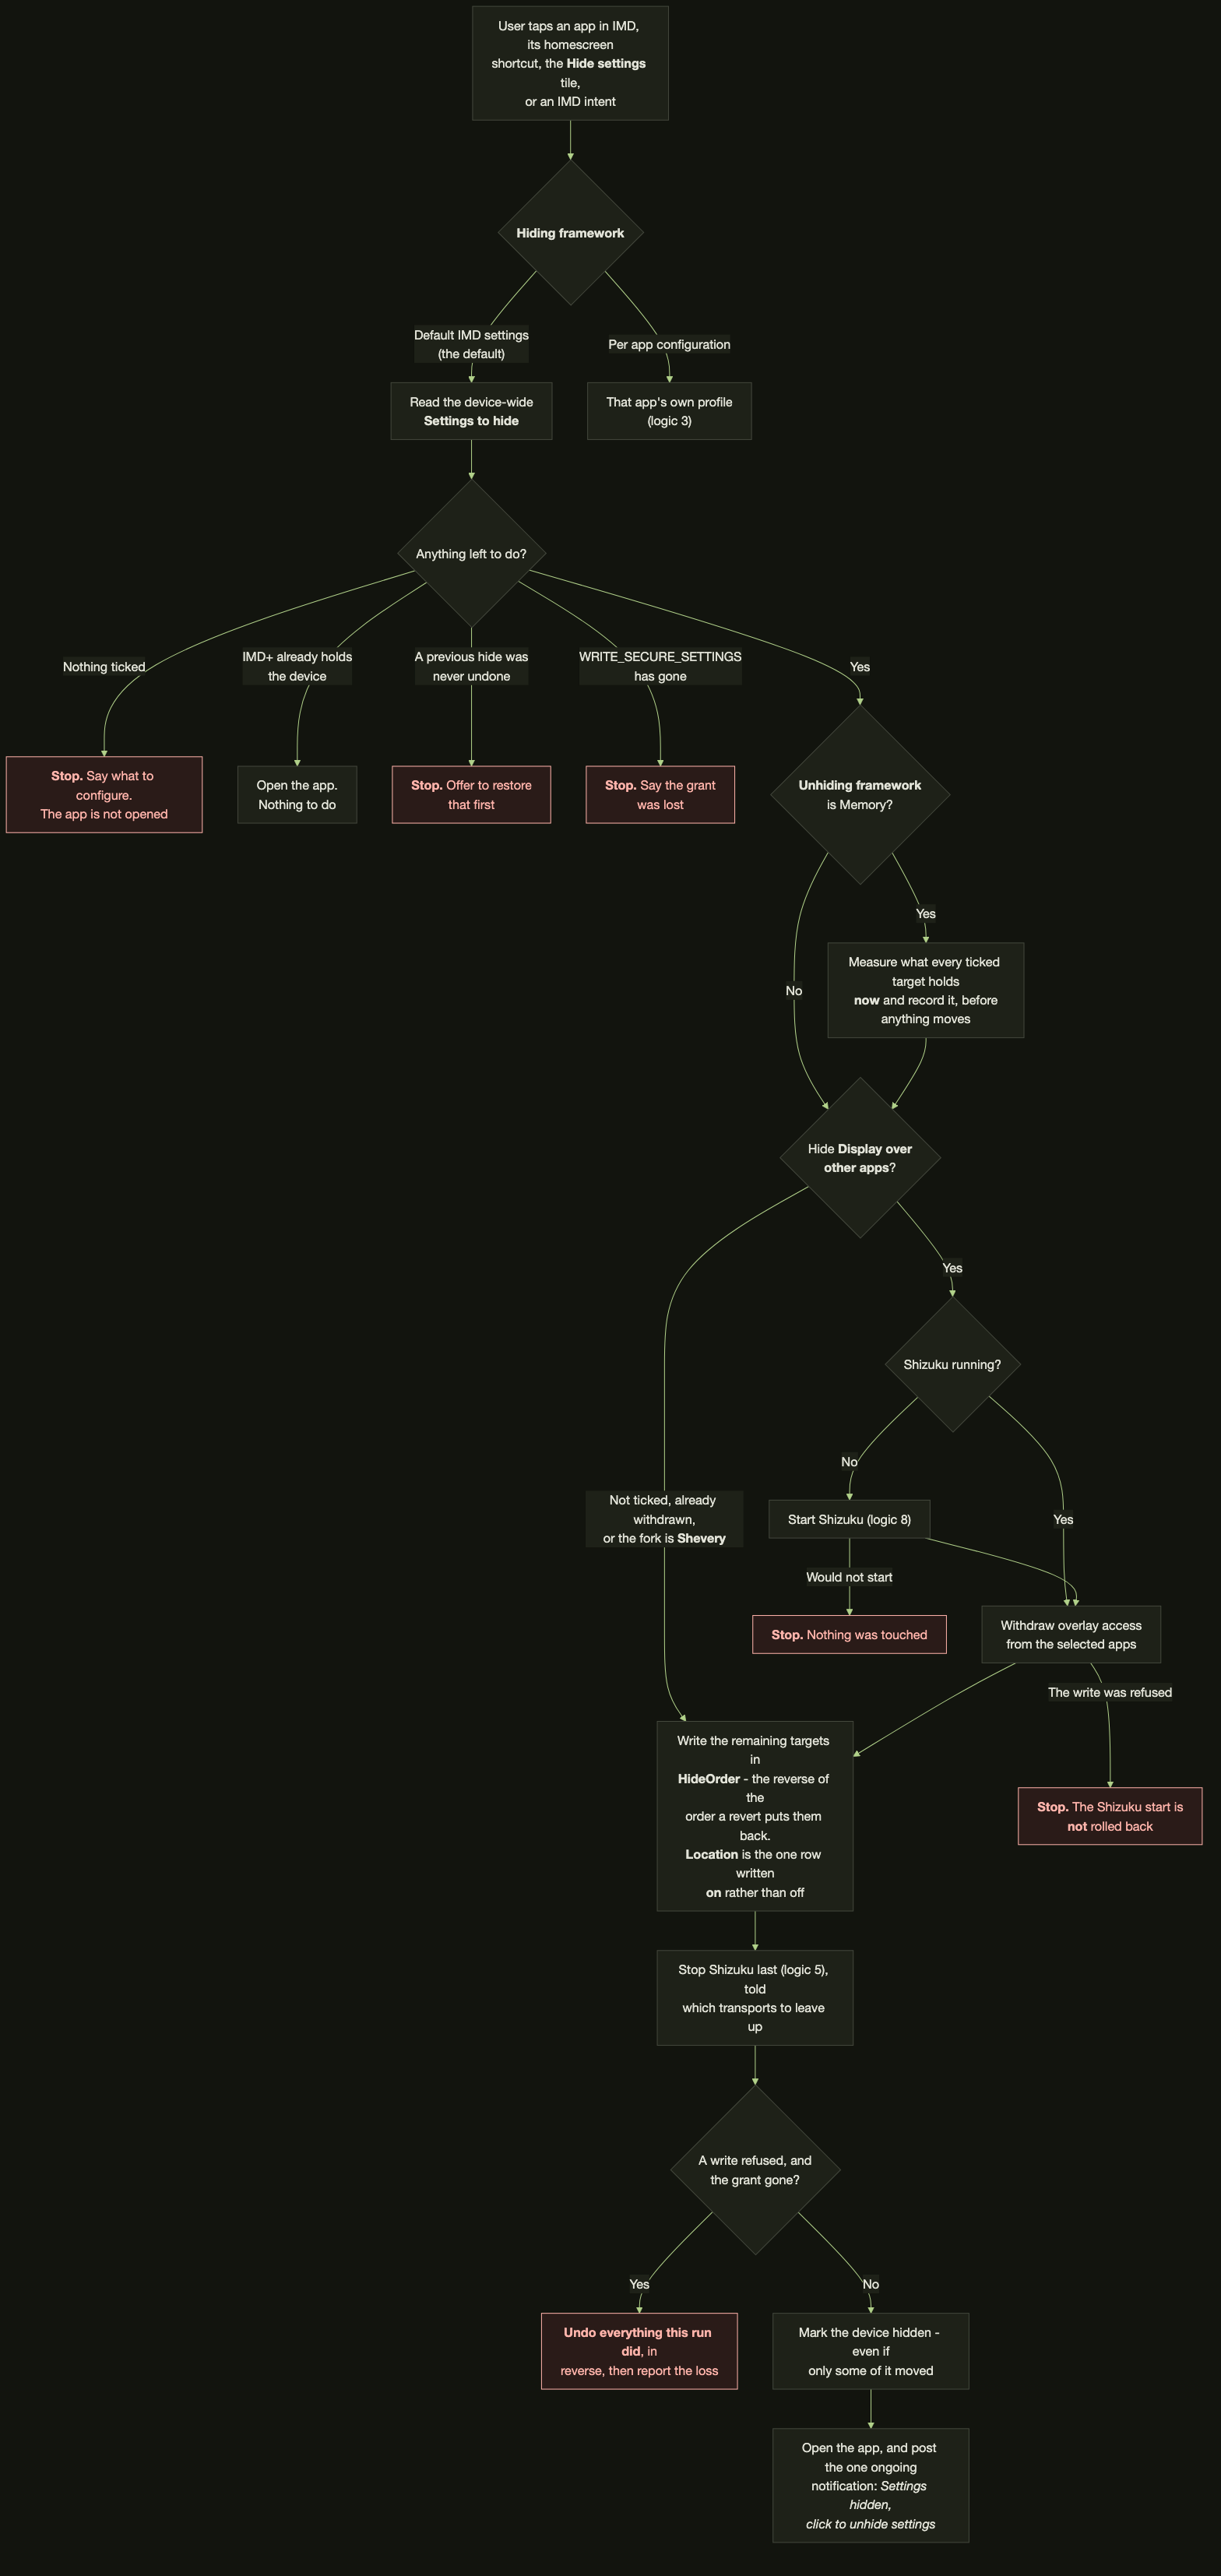 User taps an app in IMD,
its homescreen
shortcut, the Hide settings
tile,
or an IMD intent
Hiding framework
Default IMD settings
(the default)
Per app configuration
Read the device-wide
Settings to hide
That app's own profile
(logic 3)
Anything left to do?
Nothing ticked
IMD+ already holds
the device
A previous hide was
never undone
WRITE_SECURE_SETTINGS
has gone
Yes
Stop. Say what to
configure.
The app is not opened
Open the app.
Nothing to do
Stop. Offer to restore
that first
Stop. Say the grant
was lost
Unhiding framework
is Memory?
Yes
No
Measure what every ticked
target holds
now and record it, before
anything moves
Hide Display over
other apps?
Yes
Shizuku running?
No
Not ticked, already
withdrawn,
or the fork is Shevery
Start Shizuku (logic 8)
Yes
Would not start
Stop. Nothing was touched
Withdraw overlay access
from the selected apps
The write was refused
Write the remaining targets
in
HideOrder - the reverse of
the
order a revert puts them
back.
Location is the one row
written
on rather than off
Stop. The Shizuku start is
not rolled back
Stop Shizuku last (logic 5),
told
which transports to leave
up
A write refused, and
the grant gone?
Yes
No
Undo everything this run
did, in
reverse, then report the loss
Mark the device hidden -
even if
only some of it moved
Open the app, and post
the one ongoing
notification: Settings
hidden,
click to unhide settings